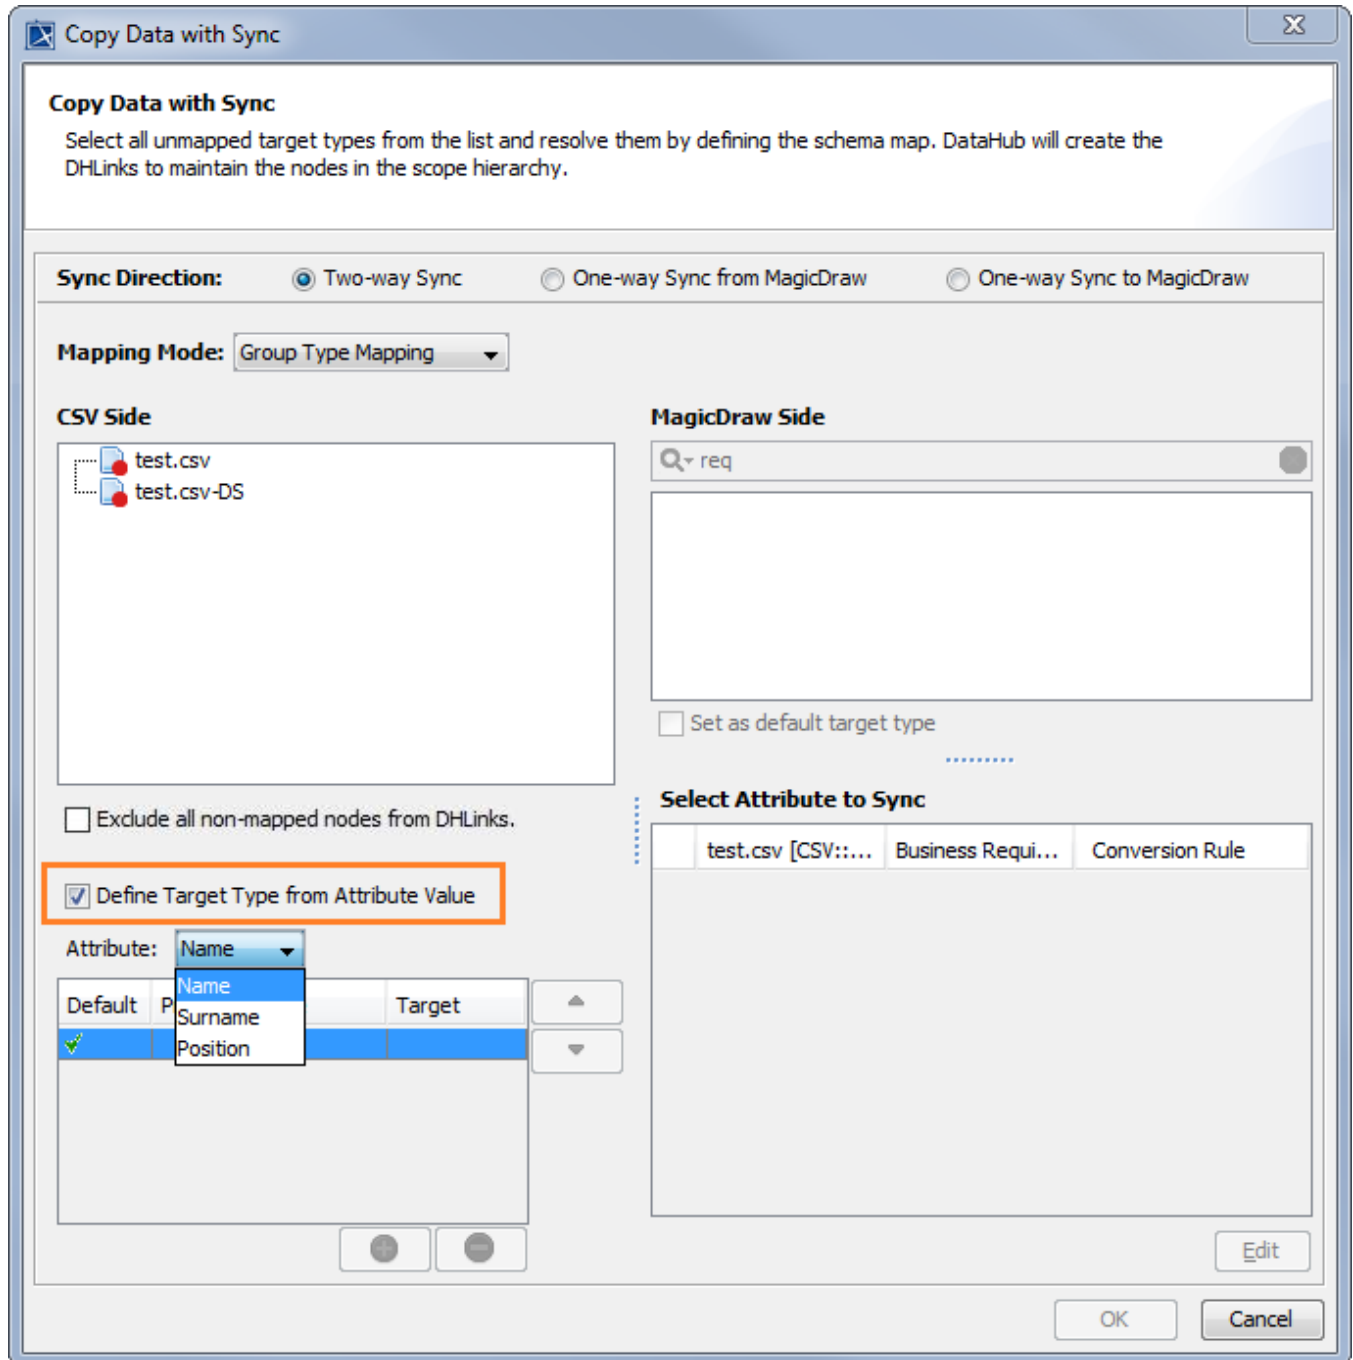 Copy Data with Sync
Copy Data with Sync
Select all unmapped target types from the list and resolve them by defining the schema map. DataHub will create the
DHLinks to maintain the nodes in the scope hierarchy.
Sync Direction: Two-way Sync One-way Sync from MagicDraw One-way Sync to MagicDraw
Mapping Mode: Group Type Mapping
CSV Side
test.csv
test.csv-DS
Exclude all non-mapped nodes from DHLinks.
Define Target Type from Attribute Value
Attribute: Name
Name
Surname
Position
Default P Target
MagicDraw Side
req
Set as default target type
Select Attribute to Sync
test.csv [CSV::... Business Requi... Conversion Rule
Edit
OK Cancel